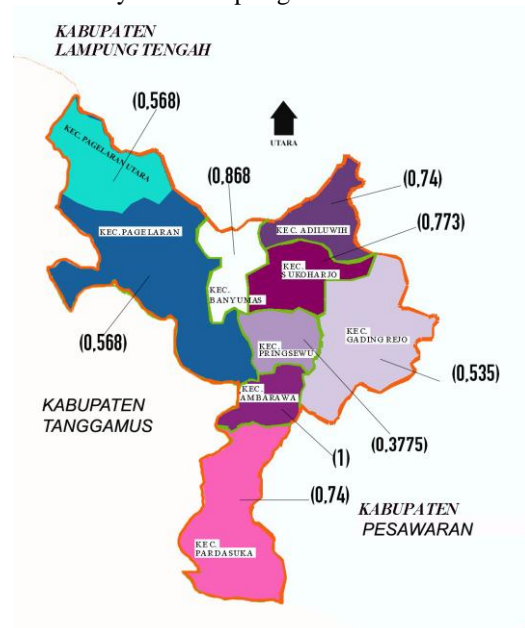 KABUPATEN
LAMPUNG TENGAH
(0,568)
KEC. PAGELARAN UTARA
UTARA
(0,868
(0,74)
(0,773)
KEC.PAGELARAN
KEC. ADILUWIH
KEC.
SUKOHARJO
KEC.
BANYUMAS
KEC.
GADING REJO
KEC.
PRINGSEWU
(0,568)
KEC.
AMBARAWA
(0,535)
KABUPATEN
TANGGAMUS
(0,3775)
(1)
(0,74)
KABUPATEN
PESAWARAN
KEC.
PARDASUKA